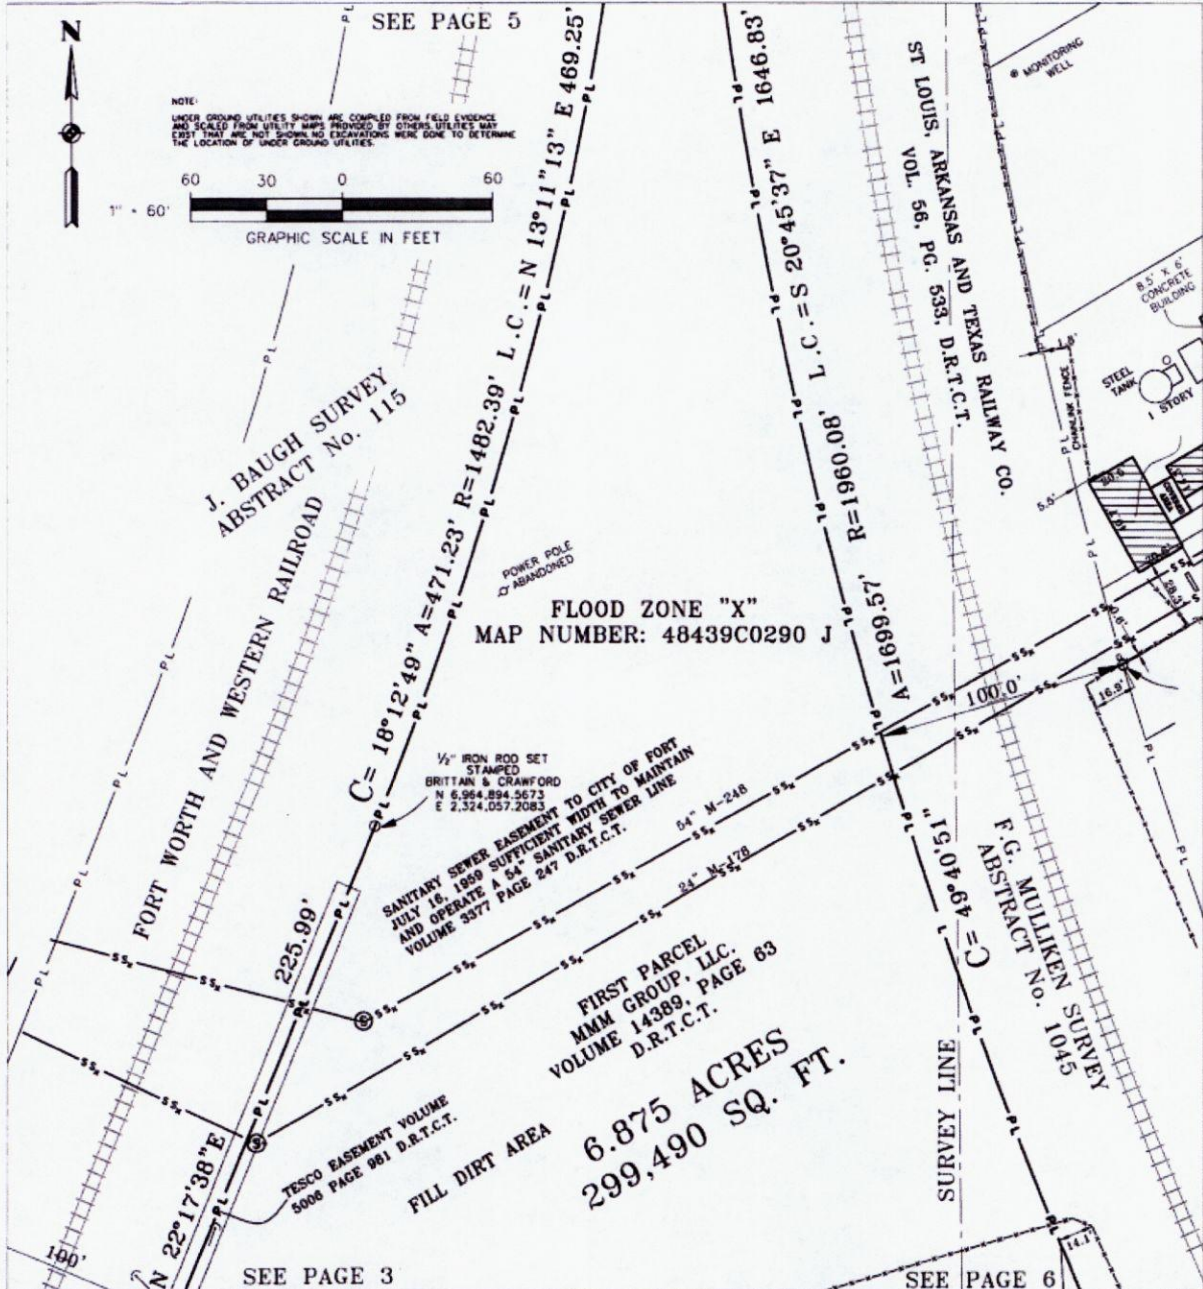 SEE PAGE 5
N
NOTE:
UNDER GROUND UTILITIES SHOWN ARE COMPILED FROM FIELD EVIDENCE
AND SCALED FROM UTILITY MAPS PROVIDED BY OTHERS. UTILITIES MAY
EXIST THAT ARE NOT SHOWN. NO EXCAVATIONS WERE DONE TO DETERMINE
THE LOCATION OF UNDER GROUND UTILITIES.
60 30 0 60
1" = 60'
GRAPHIC SCALE IN FEET
C= 18°12'49" A=471.23' R=1482.39' L.C.=N 13°11'13" E 469.25'
A=1699.57' R=1960.08' L.C.=S 20°45'37" E 1646.83'
C= 49°40'51"
ST LOUIS, ARKANSAS AND TEXAS RAILWAY CO.
VOL. 56, PG. 533, D.R.T.C.T.
MONITORING
WELL
8.5' X 6'
CONCRETE
BUILDING
STEEL
TANK
1 STORY
1.8'
CHAINLINK FENCE
5.5'
J. BAUGH SURVEY
ABSTRACT No. 115
FORT WORTH AND WESTERN RAILROAD
POWER POLE
ABANDONED
FLOOD ZONE "X"
MAP NUMBER: 48439C0290 J
28.3'
0.6'
16.9'
100.0'
½" IRON ROD SET
STAMPED
BRITTAIN & CRAWFORD
N 6,964,894.5673
E 2,324,057.2083
SANITARY SEWER EASEMENT TO CITY OF FORT
JULY 16, 1959 SUFFICIENT WIDTH TO MAINTAIN
AND OPERATE A 54" SANITARY SEWER LINE
VOLUME 3377 PAGE 247 D.R.T.C.T.
54" M-248
24" M-178
225.99'
F.G. MULLIKEN SURVEY
ABSTRACT No. 1045
FIRST PARCEL
MMM GROUP, LLC.
VOLUME 14389, PAGE 63
D.R.T.C.T.
6.875 ACRES
299,490 SQ. FT.
SURVEY LINE
TESCO EASEMENT VOLUME
5006 PAGE 961 D.R.T.C.T.
FILL DIRT AREA
N 22°17'38"E
100'
14.1'
SEE PAGE 3
SEE PAGE 6